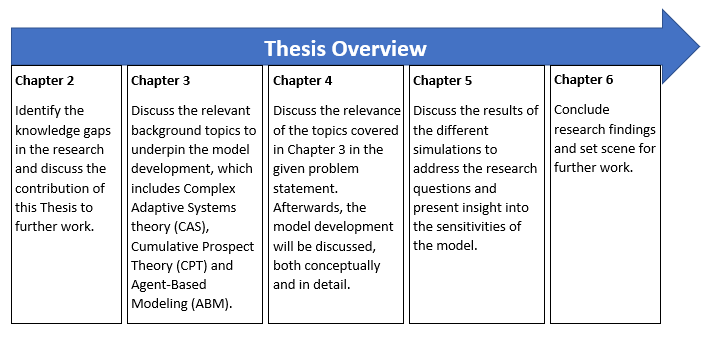 Thesis Overview
Chapter 2
Identify the
knowledge gaps
in the research
and discuss the
contribution of
this Thesis to
further work.
Chapter 3
Discuss the relevant
background topics to
underpin the model
development, which
includes Complex
Adaptive Systems
theory (CAS),
Cumulative Prospect
Theory (CPT) and
Agent-Based
Modeling (ABM).
Chapter 4
Discuss the relevance
of the topics covered
in Chapter 3 in the
given problem
statement.
Afterwards, the
model development
will be discussed,
both conceptually
and in detail.
Chapter 5
Discuss the results of
the different
simulations to
address the research
questions and
present insight into
the sensitivities of
the model.
Chapter 6
Conclude
research findings
and set scene for
further work.